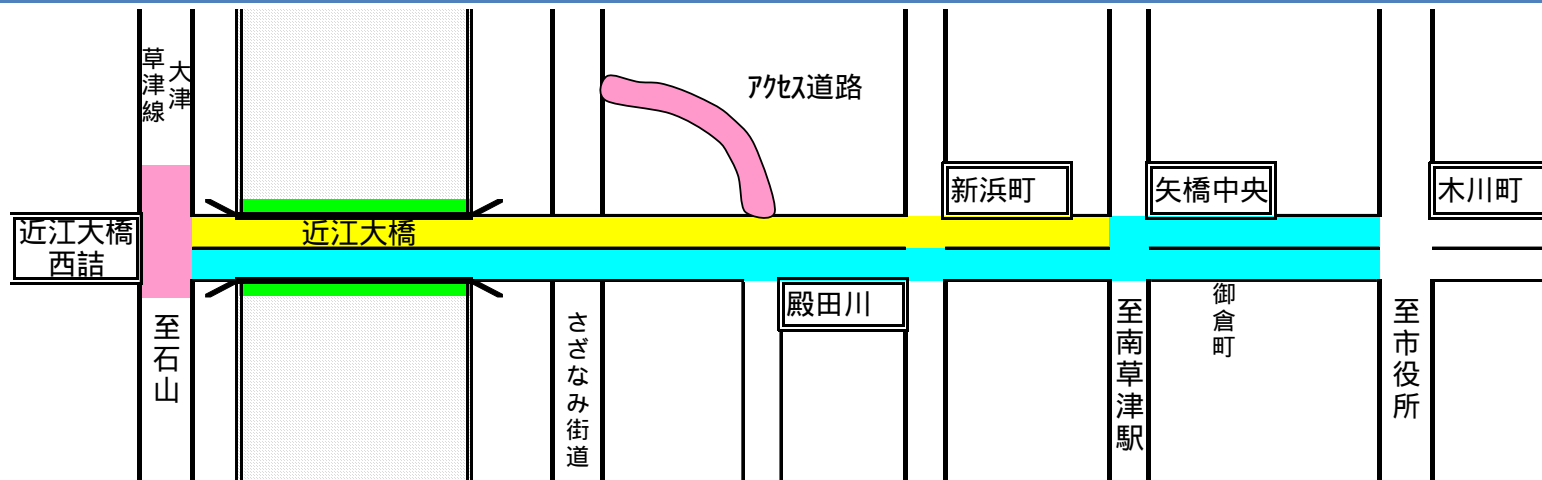 大津
草津線
アクセス道路
新浜町
矢橋中央
木川町
近江大橋
西詰
近江大橋
殿田川
御倉町
至石山
さざなみ街道
至南草津駅
至市役所